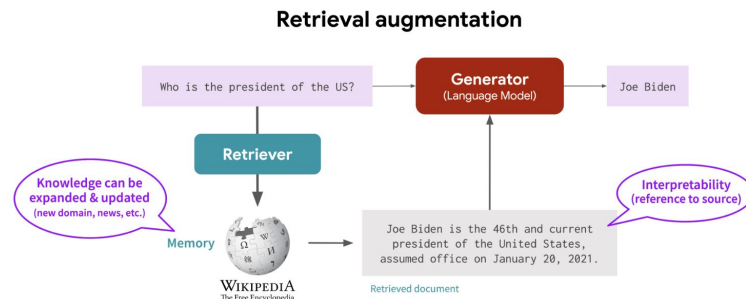 Retrieval augmentation
Who is the president of the US?
Generator
(Language Model)
Joe Biden
Retriever
Knowledge can be
expanded & updated
(new domain, news, etc.)
Memory
Ω
W
И
WIKIPEDIA
The Free Encyclopedia
Joe Biden is the 46th and current
president of the United States,
assumed office on January 20, 2021.
Retrieved document
Interpretability
(reference to source)